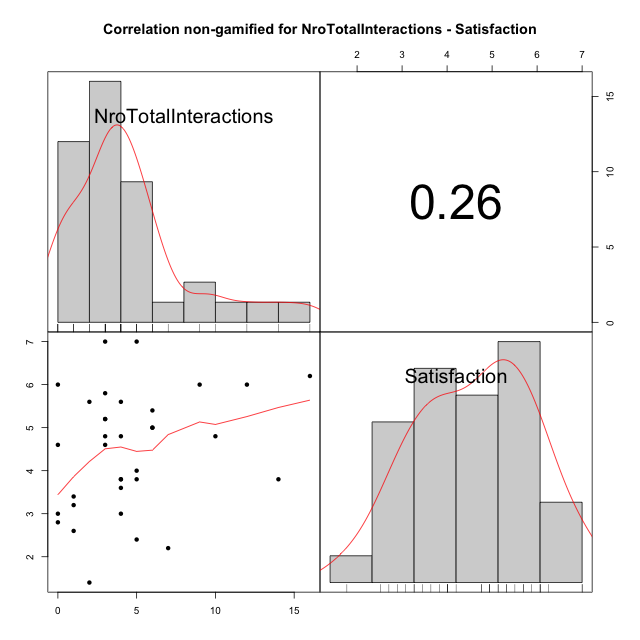 Correlation non-gamified for NroTotalInteractions - Satisfaction
2 3 4 5 6 7
NroTotalInteractions
0.26
15
10
5
0
7
6
5
4
3
2
Satisfaction
0 5 10 15